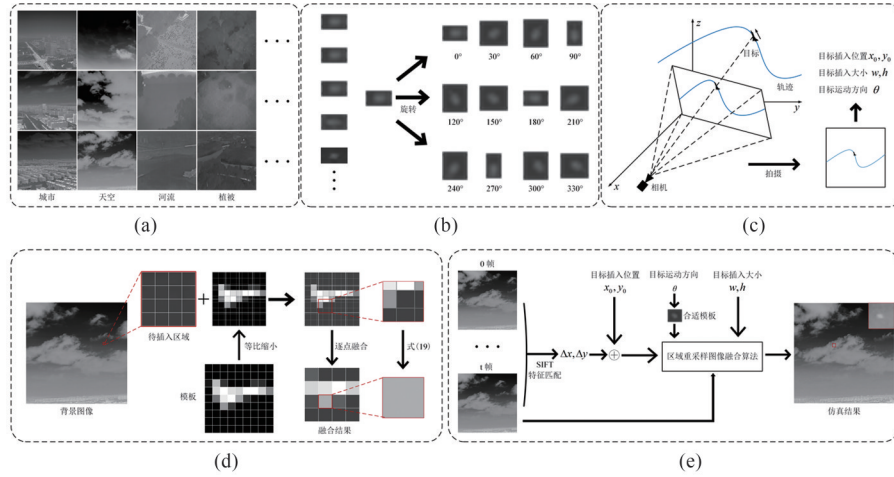 城市 天空 河流 植被
(a)
旋转
0° 30° 60° 90°
120° 150° 180° 210°
240° 270° 300° 330°
(b)
z
目标
轨迹
y
x
相机
拍摄
目标插入位置 x₀,y₀
目标插入大小 w,h
目标运动方向 θ
(c)
背景图像
待插入区域
+
等比缩小
模板
逐点融合
式(19)
融合结果
(d)
0 帧
t 帧
SIFT
特征匹配
Δx,Δy
目标插入位置
x₀,y₀
目标运动方向
θ
合适模板
目标插入大小
w,h
区域重采样图像融合算法
仿真结果
(e)